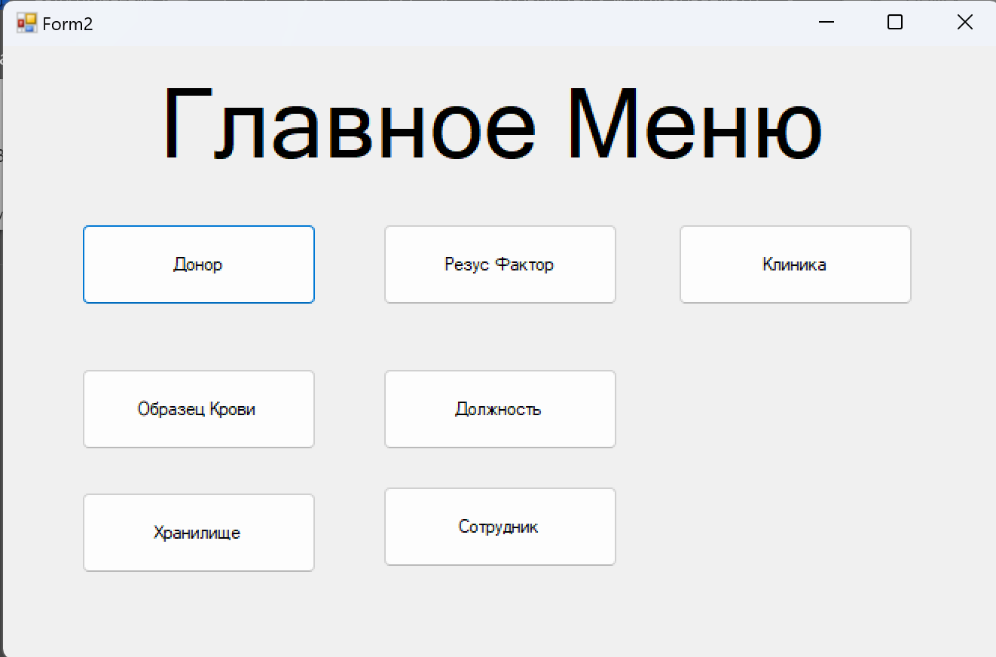 Form2
Главное Меню
Донор
Резус Фактор
Клиника
Образец Крови
Должность
Хранилище
Сотрудник